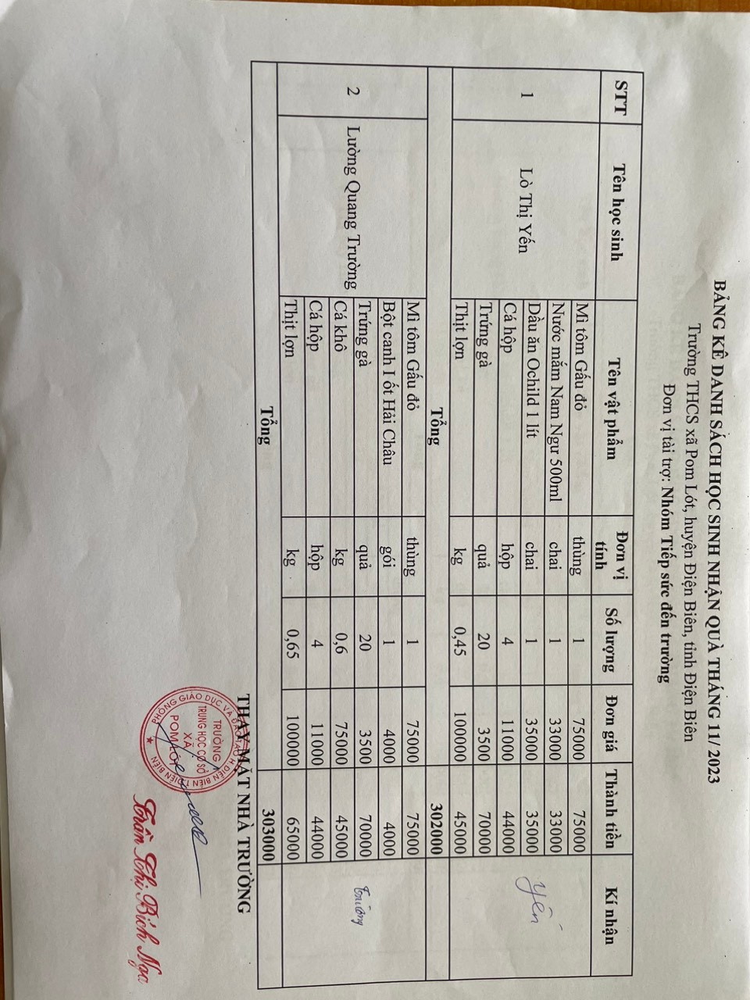 BẢNG KÊ DANH SÁCH HỌC SINH NHẬN QUÀ THÁNG 11/ 2023
Trường THCS xã Pom Lót, huyện Điện Biên, tỉnh Điện Biên
Đơn vị tài trợ: Nhóm Tiếp sức đến trường
STT Tên học sinh Tên vật phẩm Đơn vị tính Số lượng Đơn giá Thành tiền Kí nhận
1 Lò Thị Yến Mì tôm Gấu đỏ thùng 1 75000 75000 Yến
Nước mắm Nam Ngư 500ml chai 1 33000 33000
Dầu ăn Ochild 1 lít chai 1 35000 35000
Cá hộp hộp 4 11000 44000
Trứng gà quả 20 3500 70000
Thịt lợn kg 0,45 100000 45000
Tổng 302000
2 Lường Quang Trường Mì tôm Gấu đỏ thùng 1 75000 75000 Trường
Bột canh I ốt Hải Châu gói 1 4000 4000
Trứng gà quả 20 3500 70000
Cá khô kg 0,6 75000 45000
Cá hộp hộp 4 11000 44000
Thịt lợn kg 0,65 100000 65000
Tổng 303000
THAY MẶT NHÀ TRƯỜNG
PHÒNG GIÁO DỤC VÀ ĐÀO TẠO H. ĐIỆN BIÊN T. ĐIỆN BIÊN
TRƯỜNG
TRUNG HỌC CƠ SỞ
XÃ
POM LÓT
Trần Thị Bích Nga